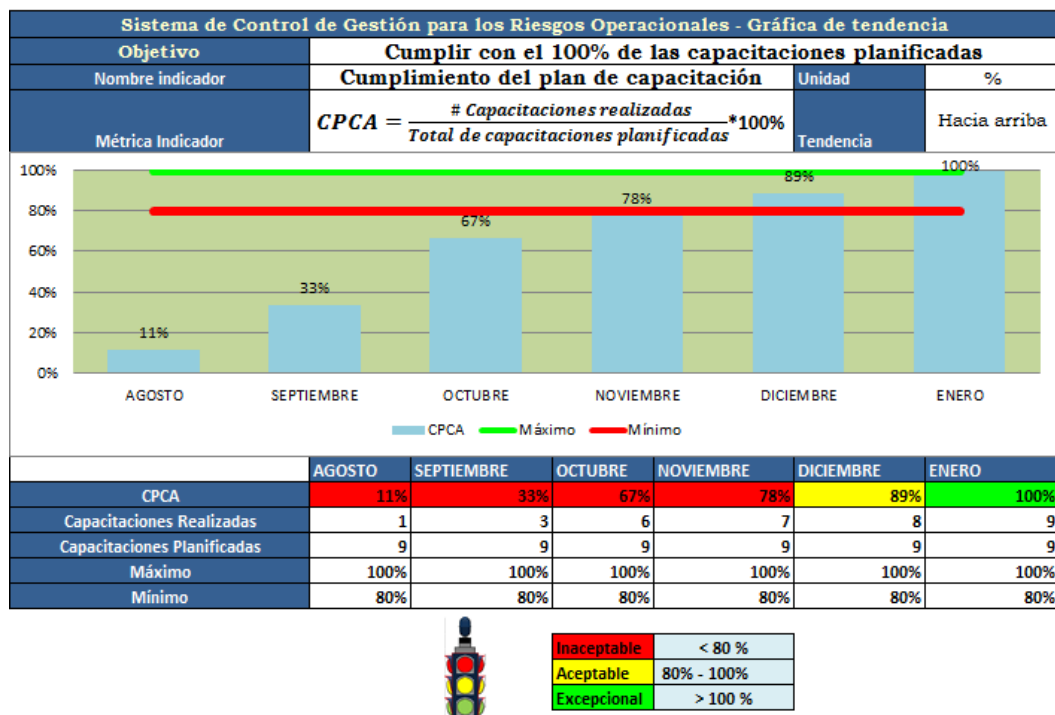 Sistema de Control de Gestión para los Riesgos Operacionales - Gráfica de tendencia
Objetivo Cumplir con el 100% de las capacitaciones planificadas
Nombre indicador Cumplimiento del plan de capacitación Unidad %
Métrica Indicador CPCA = # Capacitaciones realizadas / Total de capacitaciones planificadas *100% Tendencia Hacia arriba
100%
80%
60%
40%
20%
0%
11%
33%
67%
78%
89%
100%
AGOSTO SEPTIEMBRE OCTUBRE NOVIEMBRE DICIEMBRE ENERO
CPCA Máximo Mínimo
AGOSTO SEPTIEMBRE OCTUBRE NOVIEMBRE DICIEMBRE ENERO
CPCA 11% 33% 67% 78% 89% 100%
Capacitaciones Realizadas 1 3 6 7 8 9
Capacitaciones Planificadas 9 9 9 9 9 9
Máximo 100% 100% 100% 100% 100% 100%
Mínimo 80% 80% 80% 80% 80% 80%
Inaceptable < 80 %
Aceptable 80% - 100%
Excepcional > 100 %